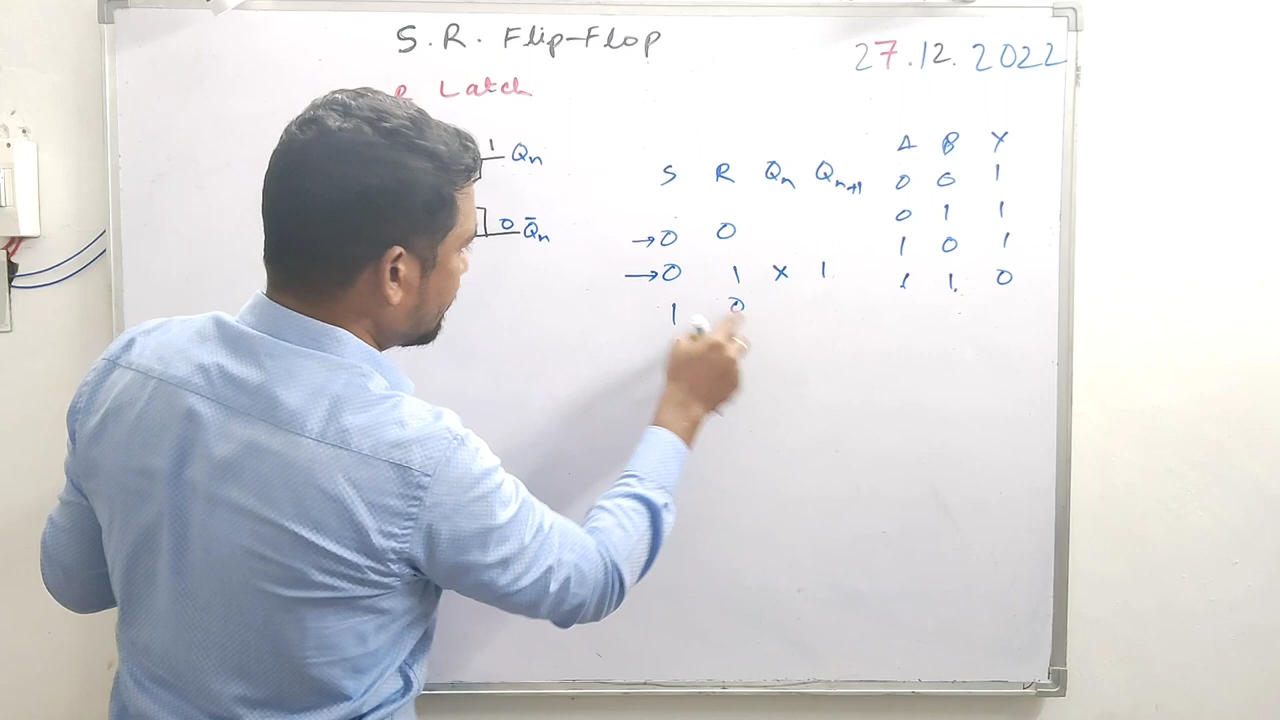 S.R. Flip-Flop
27.12.2022
R Latch
1 Qn
0 Q̄n
S R Qn Qn+1
→0 0
→0 1 X 1
1 0
A B Y
0 0 1
0 1 1
1 0 1
1 1 0